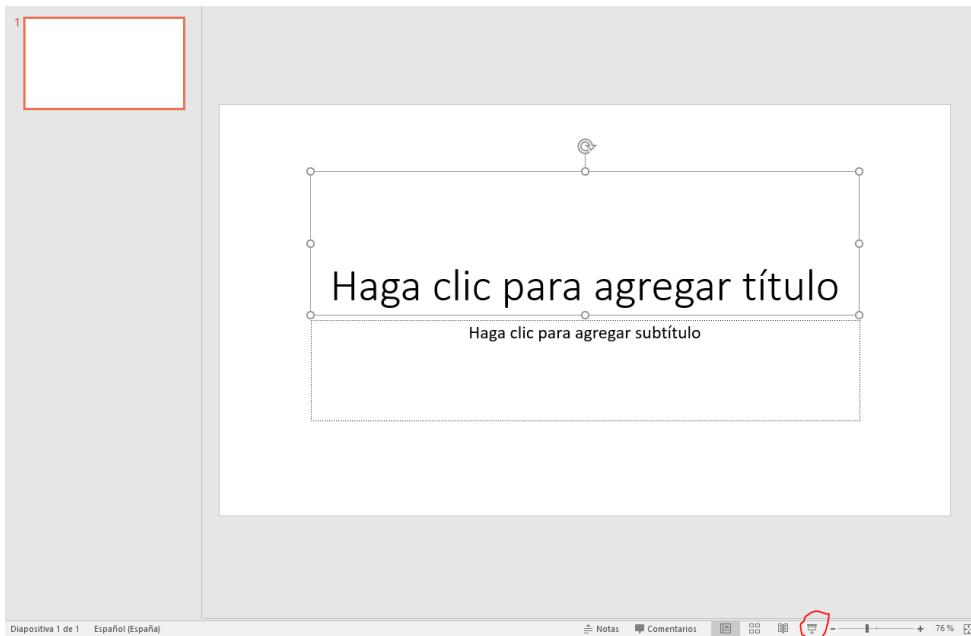 1
Haga clic para agregar título
Haga clic para agregar subtítulo
Diapositiva 1 de 1 Español (España) Notas Comentarios 76 %